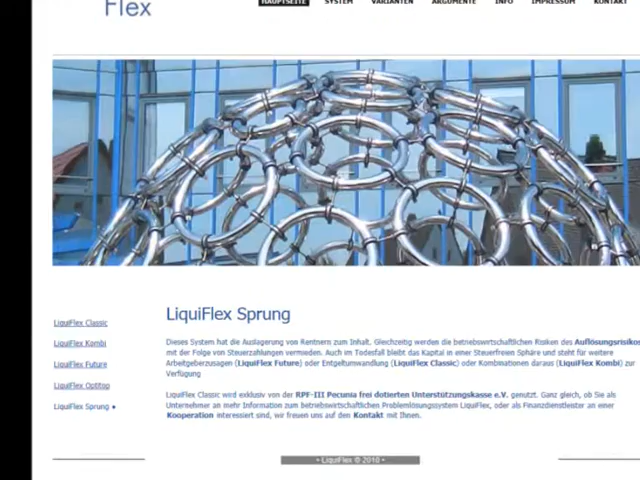 Flex
HAUPTSEITE SYSTEM VARIANTEN ARGUMENTE INFO IMPRESSUM KONTAKT
LiquiFlex Sprung
LiquiFlex Classic
LiquiFlex Kombi
LiquiFlex Future
LiquiFlex Optitop
LiquiFlex Sprung •
Dieses System hat die Auslagerung von Rentnern zum Inhalt. Gleichzeitig werden die betriebswirtschaftlichen Risiken des Auflösungsrisikos
mit der Folge von Steuerzahlungen vermieden. Auch im Todesfall bleibt das Kapital in einer Steuerfreien Sphäre und steht für weitere
Arbeitgeberzusagen (LiquiFlex Future) oder Entgeltumwandlung (LiquiFlex Classic) oder Kombinationen daraus (LiquiFlex Kombi) zur
Verfügung
LiquiFlex Classic wird exklusiv von der RPF-III Pecunia frei dotierten Unterstützungskasse e.V. genutzt. Ganz gleich, ob Sie als
Unternehmer an mehr Information zum betriebswirtschaftlichen Problemlösungssystem LiquiFlex, oder als Finanzdienstleister an einer
Kooperation interessiert sind, wir freuen uns auf den Kontakt mit Ihnen.
• LiquiFlex © 2010 •